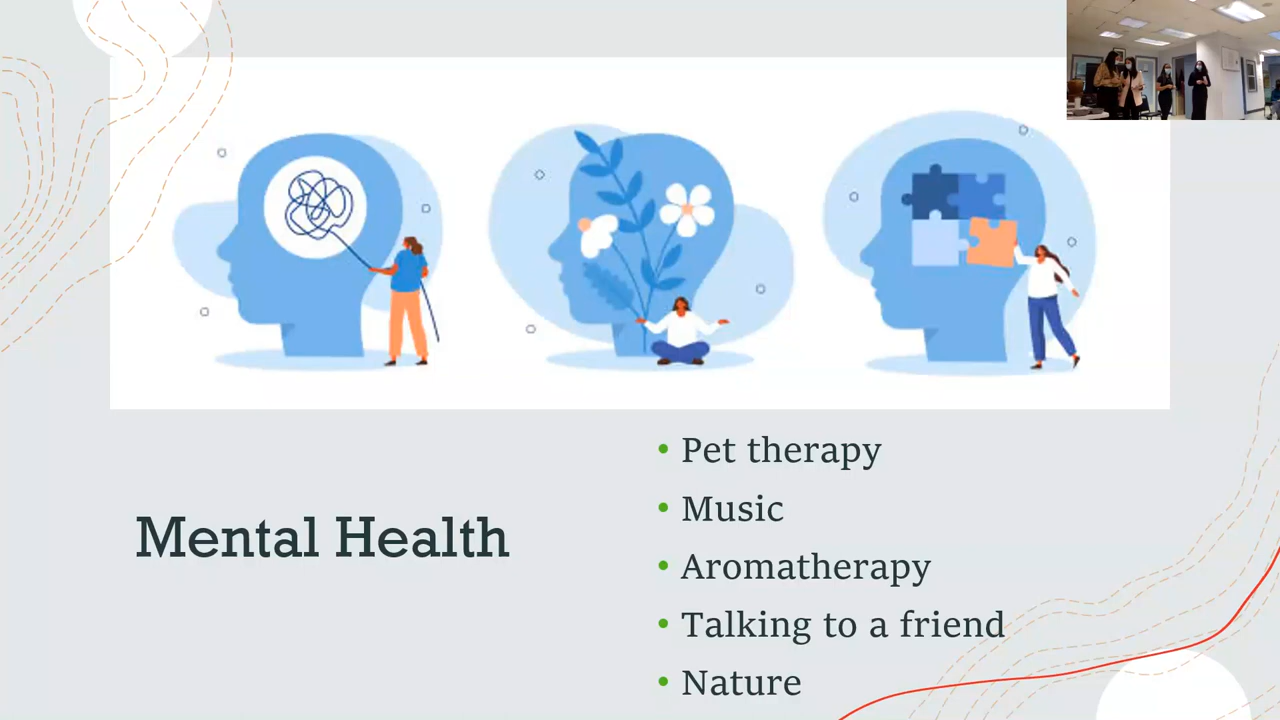 Mental Health
Pet therapy
Music
Aromatherapy
Talking to a friend
Nature